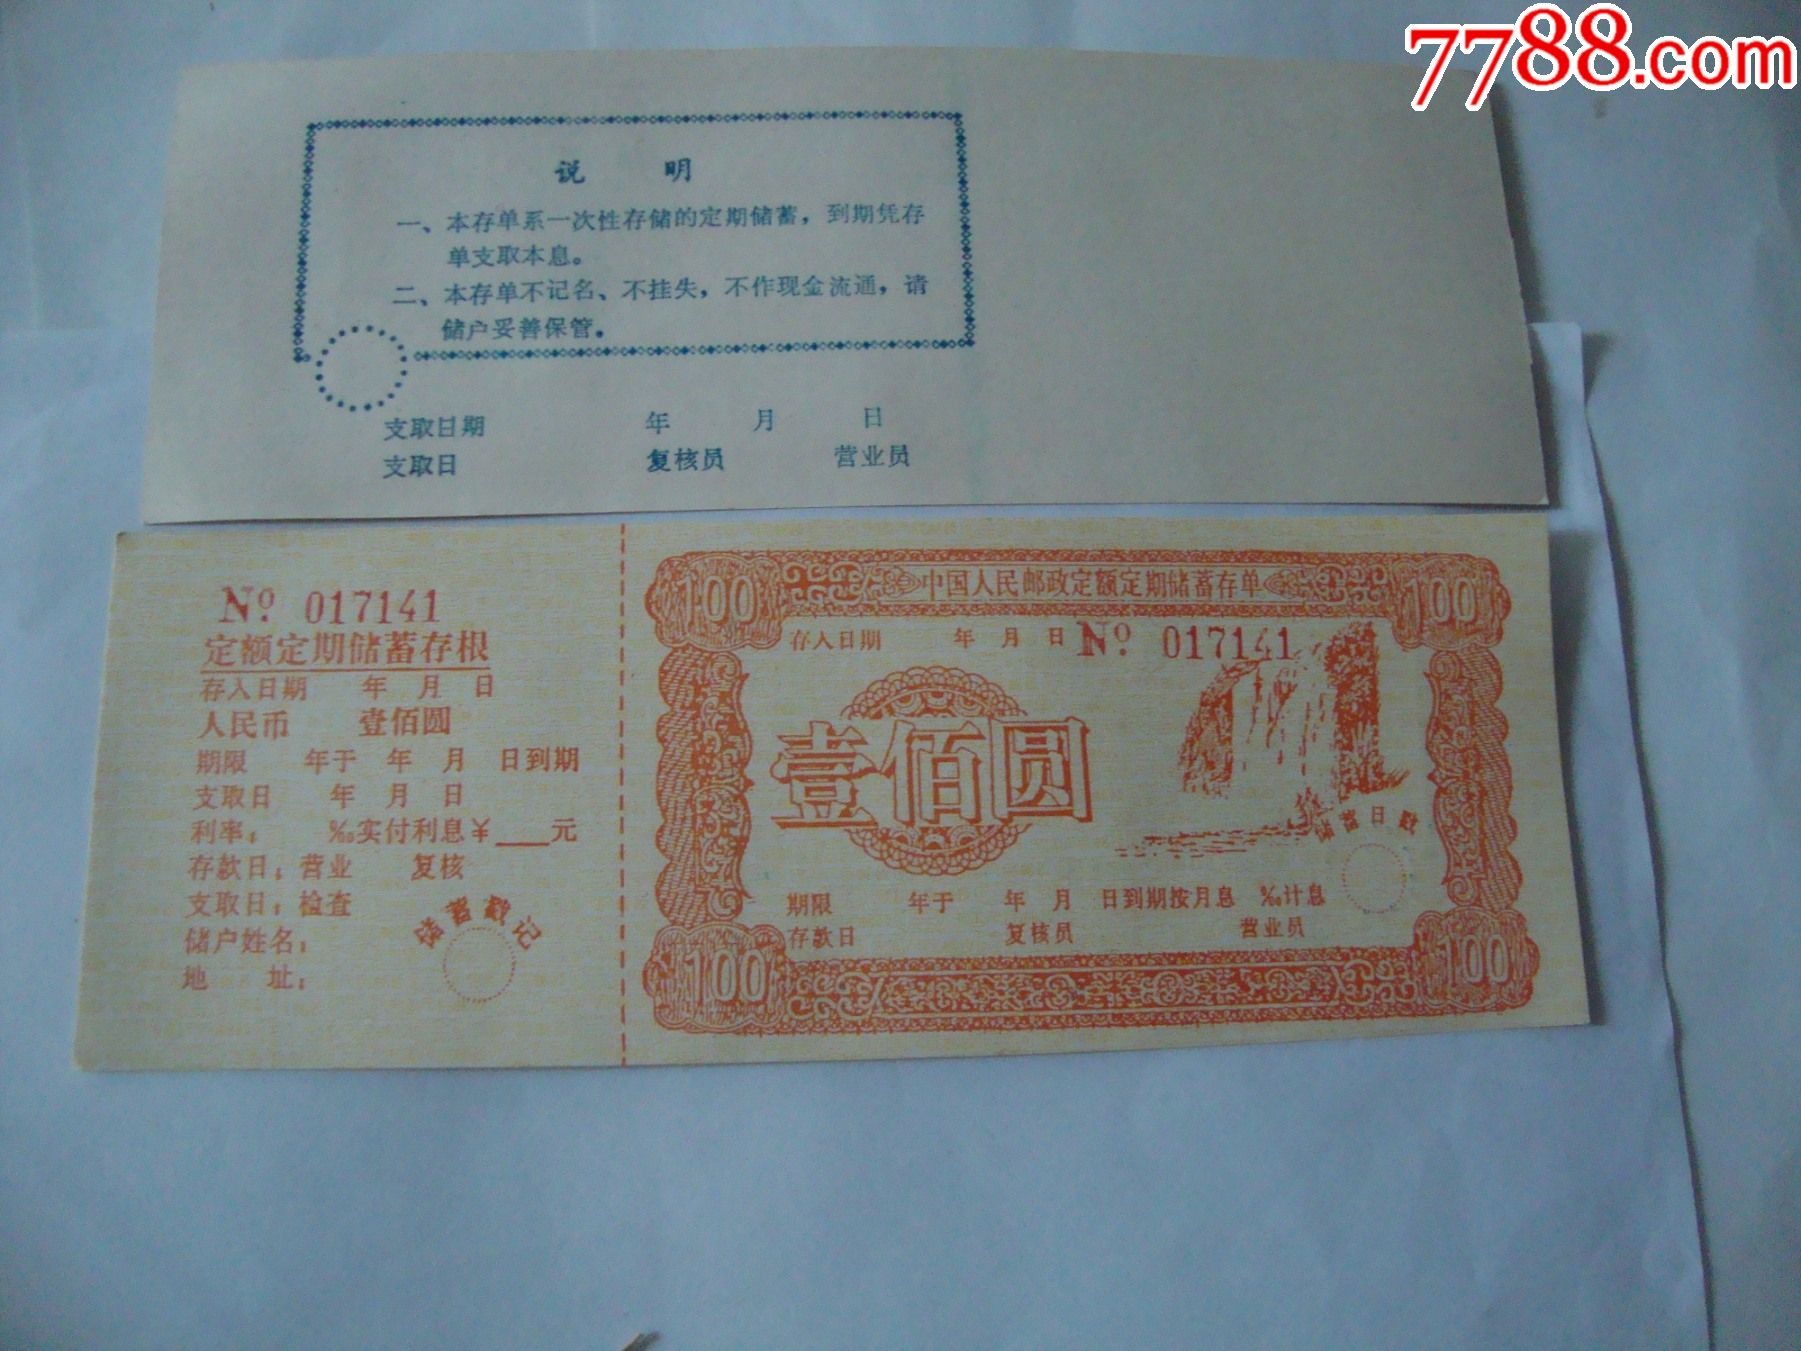 7788.com
说 明
一、本存单系一次性存储的定期储蓄，到期凭存
单支取本息。
二、本存单不记名、不挂失，不作现金流通，请
储户妥善保管。
支取日期 年 月 日
支取日 复核员 营业员
Nº 017141
定额定期储蓄存根
存入日期 年 月 日
人民币 壹佰圆
期限 年于 年 月 日到期
支取日 年 月 日
利率： ‰实付利息￥___元
存款日：营业 复核
支取日：检查
储户姓名：
地 址：
储蓄戳记
100 中国人民邮政定额定期储蓄存单 100
存入日期 年 月 日 Nº 017141
壹佰圆
储蓄日戳
期限 年于 年 月 日到期按月息 ‰计息
存款日 复核员 营业员
100 100